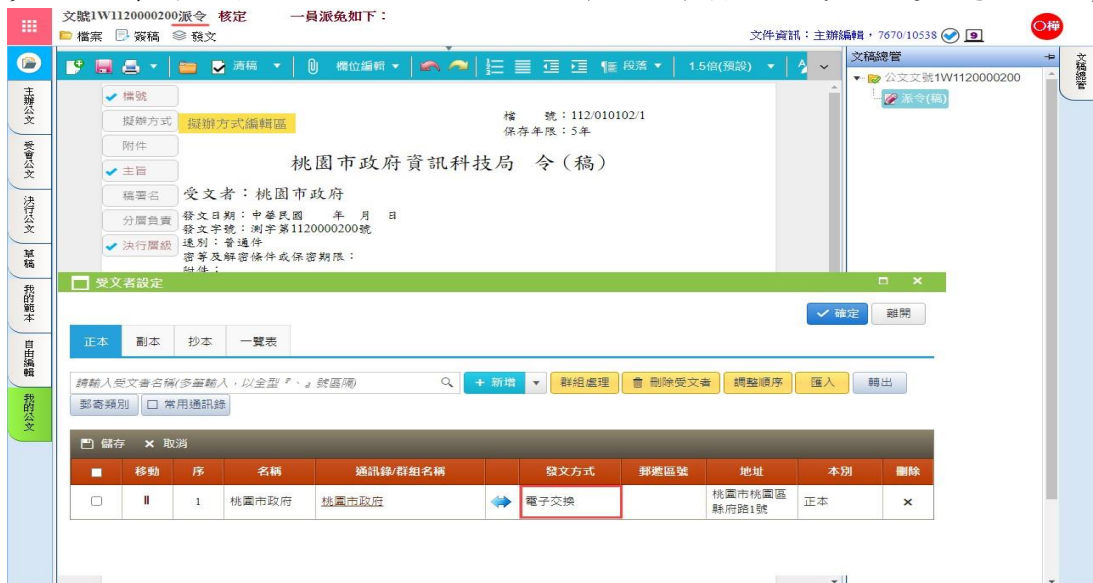 文號1W1120000200派令 核定 一員派免如下：
檔案 簽稿 發文
文件資訊：主辦編輯，7670/10538 9
樺
主辦公文
受會公文
決行公文
草稿
我的範本
自由編輯
我的公文
清稿 欄位編輯 段落 1.5倍(預設)
文稿總管
公文文號1W1120000200
派令(稿)
文稿總管
檔號
擬辦方式
附件
主旨
稿署名
分層負責
決行層級
擬辦方式編輯區
檔 號：112/010102/1
保存年限：5年
桃園市政府資訊科技局 令（稿）
受文者：桃園市政府
發文日期：中華民國 年 月 日
發文字號：測字第1120000200號
速別：普通件
密等及解密條件或保密期限：
附件：
受文者設定
確定 離開
正本 副本 抄本 一覽表
請輸入受文者名稱(多筆輸入，以全型『、』號區隔)
+ 新增 群組處理 刪除受文者 調整順序 匯入 轉出
郵寄類別 常用通訊錄
儲存 取消
移動 序 名稱 通訊錄/群組名稱 發文方式 郵遞區號 地址 本別 刪除
1 桃園市政府 桃園市政府 電子交換 桃園市桃園區縣府路1號 正本